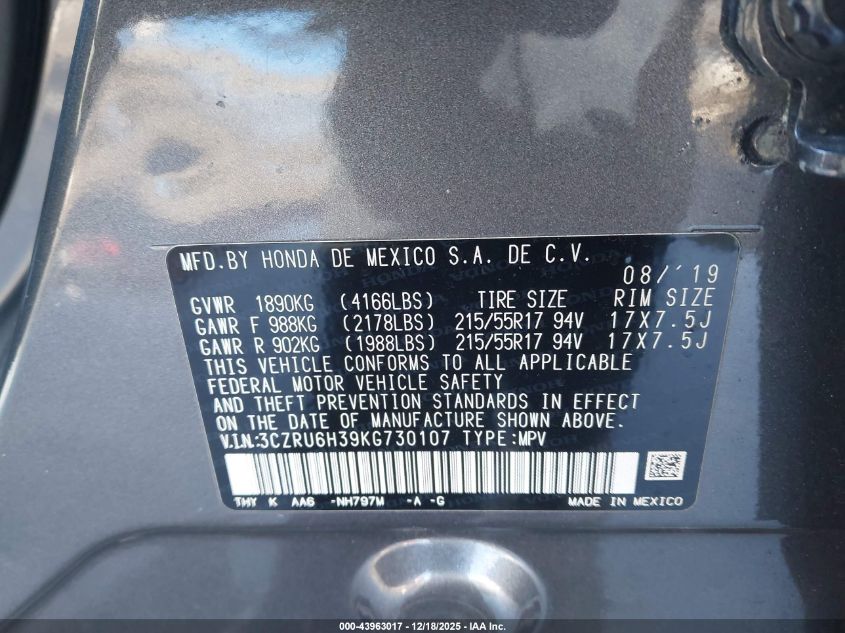 MFD.BY HONDA DE MEXICO S.A. DE C.V.
08/'19
GVWR 1890KG (4166LBS) TIRE SIZE RIM SIZE
GAWR F 988KG (2178LBS) 215/55R17 94V 17X7.5J
GAWR R 902KG (1988LBS) 215/55R17 94V 17X7.5J
THIS VEHICLE CONFORMS TO ALL APPLICABLE
FEDERAL MOTOR VEHICLE SAFETY
AND THEFT PREVENTION STANDARDS IN EFFECT
ON THE DATE OF MANUFACTURE SHOWN ABOVE.
V.I.N.:3CZRU6H39KG730107 TYPE:MPV
THY K AA6 -NH797M -A -G MADE IN MEXICO
000-43963017 • 12/18/2025 - IAA Inc.